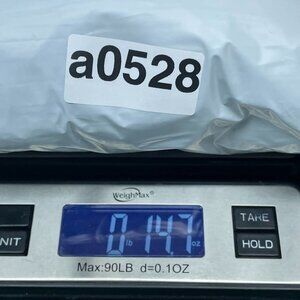 a0528
WeighMax®
0 lb 14.7 oz
TARE
HOLD
NIT
Max:90LB d=0.1OZ